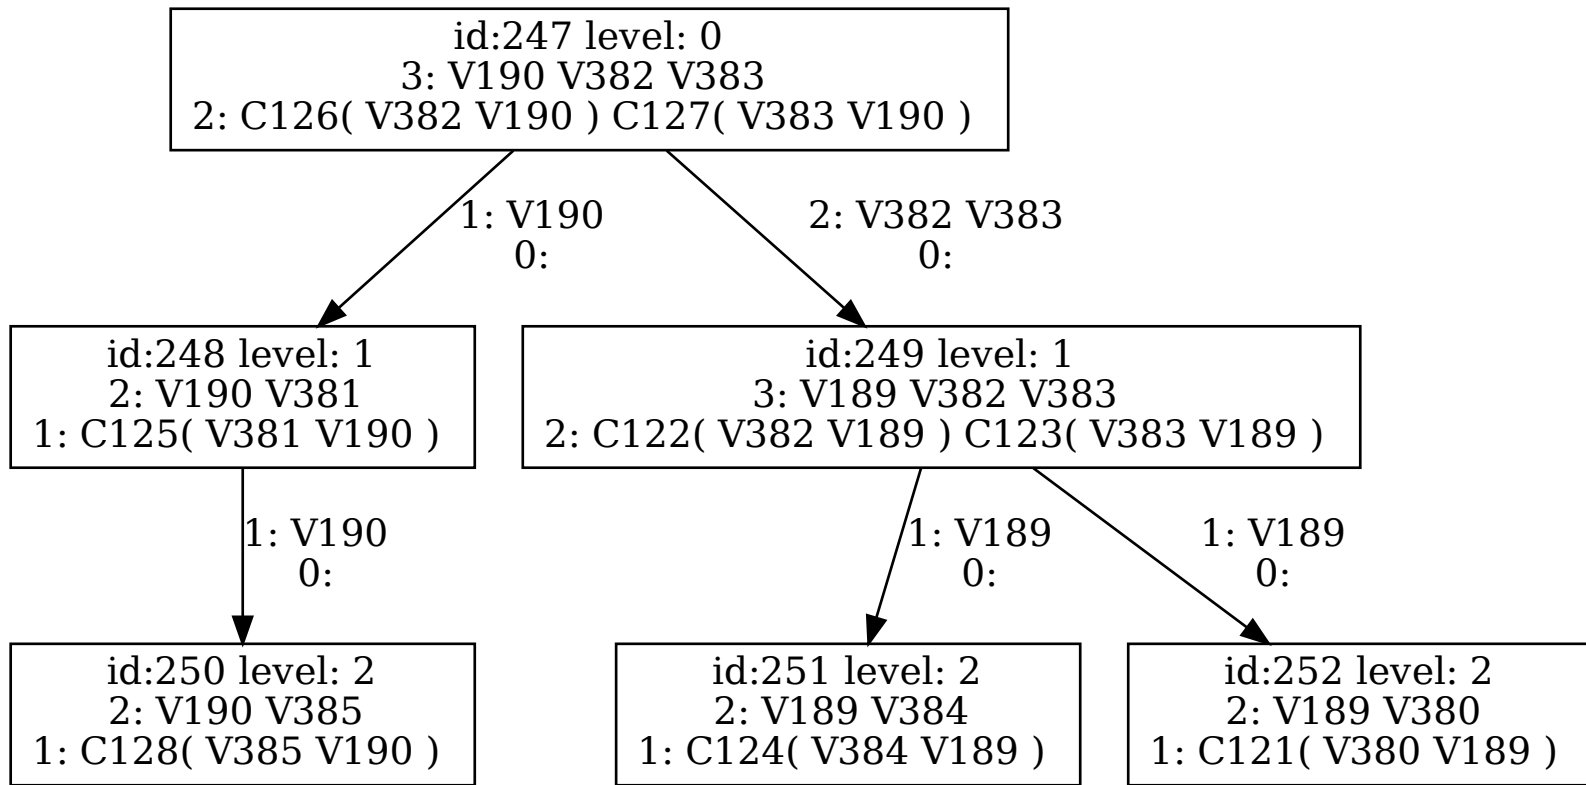 id:247 level: 0
3: V190 V382 V383
2: C126( V382 V190 ) C127( V383 V190 )
1: V190
0:
2: V382 V383
0:
id:248 level: 1
2: V190 V381
1: C125( V381 V190 )
id:249 level: 1
3: V189 V382 V383
2: C122( V382 V189 ) C123( V383 V189 )
1: V190
0:
1: V189
0:
1: V189
0:
id:250 level: 2
2: V190 V385
1: C128( V385 V190 )
id:251 level: 2
2: V189 V384
1: C124( V384 V189 )
id:252 level: 2
2: V189 V380
1: C121( V380 V189 )